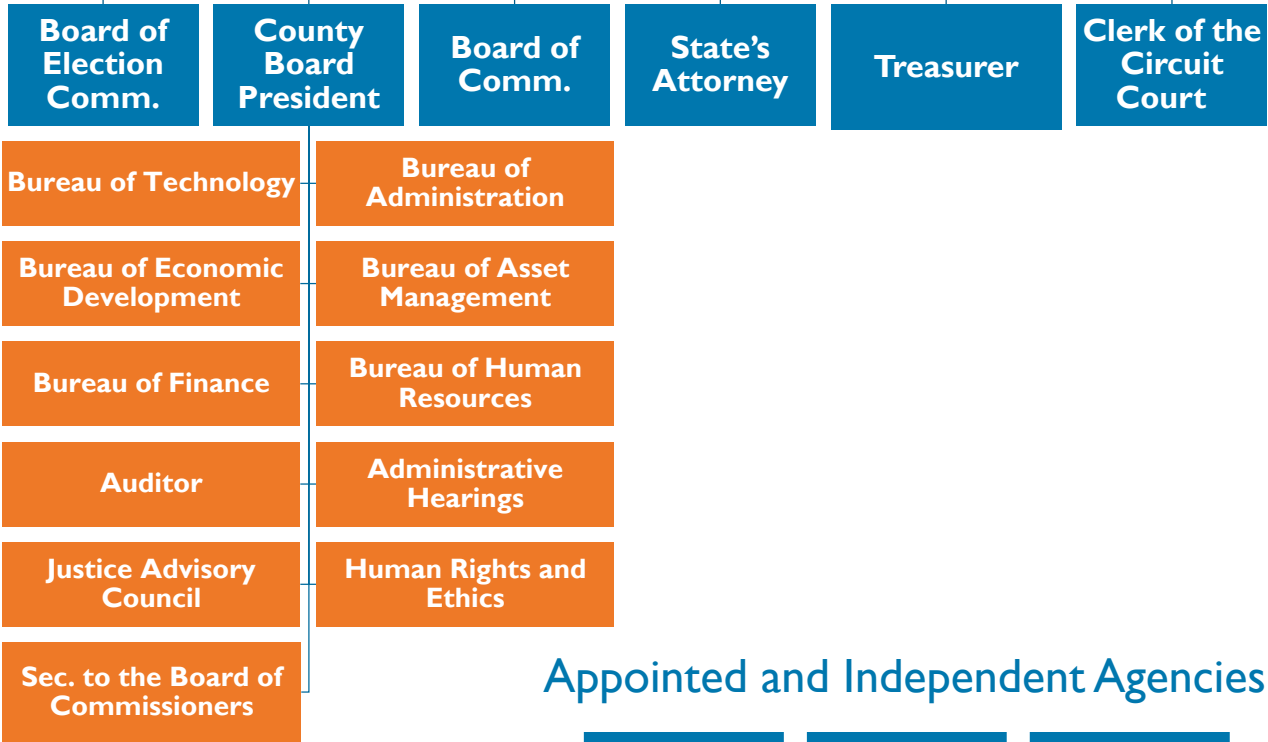 Board of
Election
Comm.
County
Board
President
Board of
Comm.
State's
Attorney
Treasurer
Clerk of the
Circuit
Court
Bureau of Technology
Bureau of
Administration
Bureau of Economic
Development
Bureau of Asset
Management
Bureau of Finance
Bureau of Human
Resources
Auditor
Administrative
Hearings
Justice Advisory
Council
Human Rights and
Ethics
Sec. to the Board of
Commissioners
Appointed and Independent Agencies